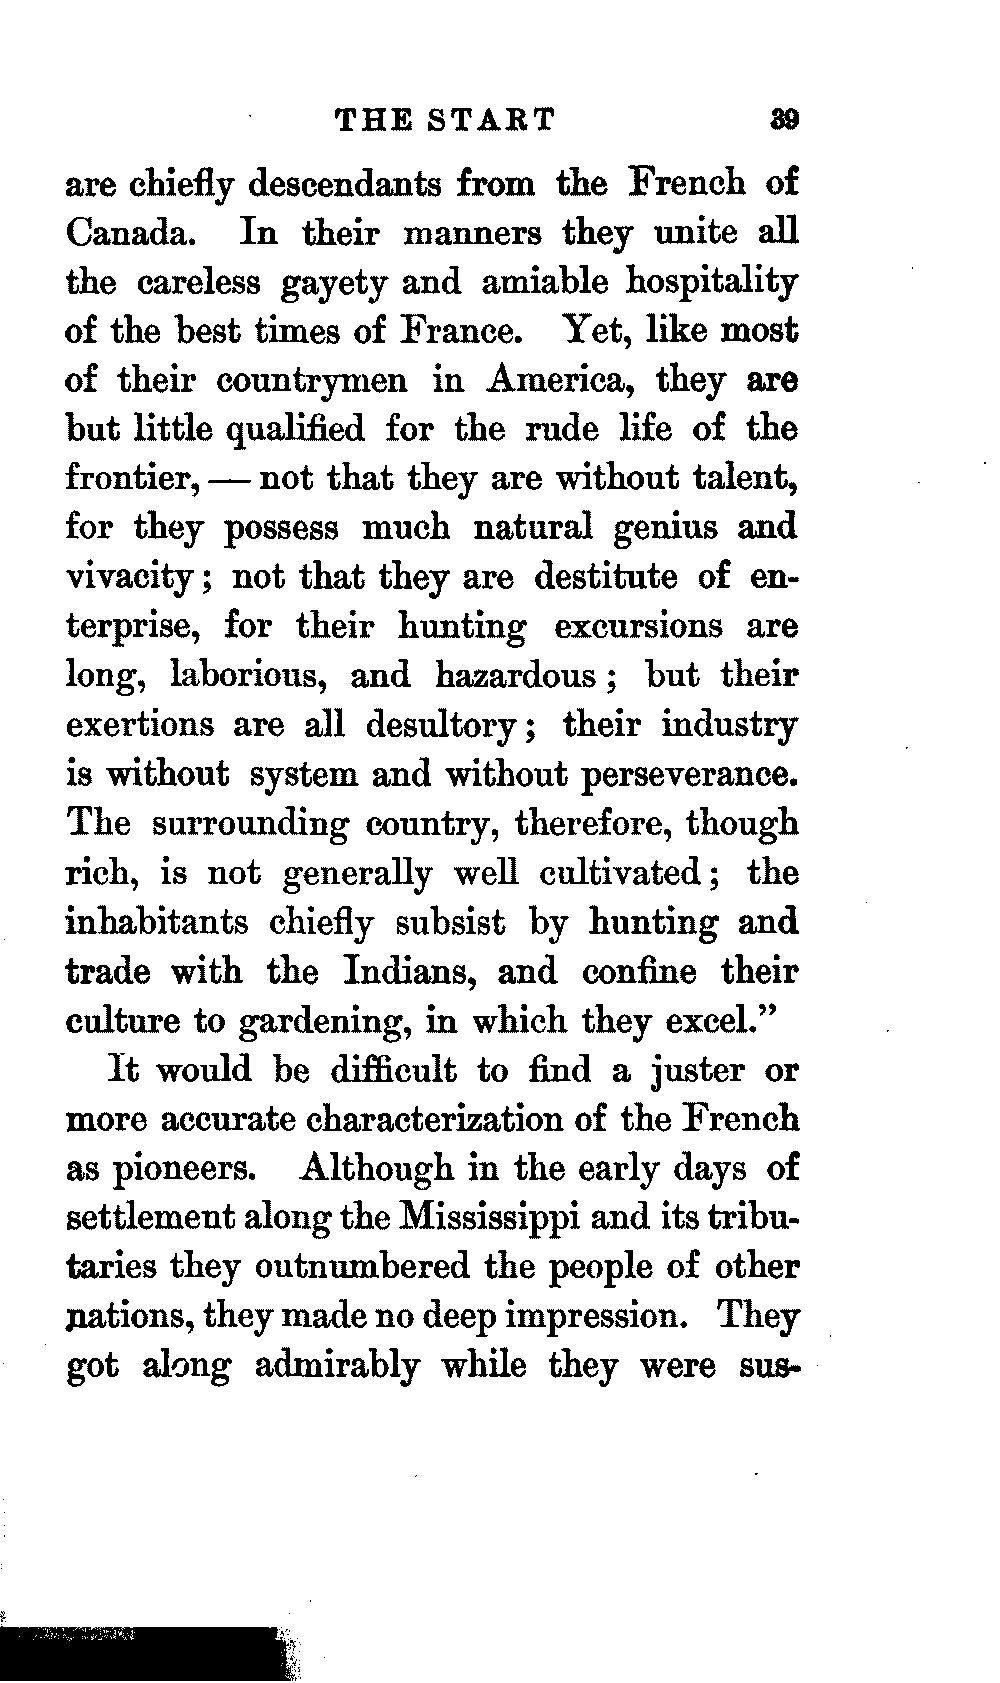 THE START 39
are chiefly descendants from the French of
Canada. In their manners they unite all
the careless gayety and amiable hospitality
of the best times of France. Yet, like most
of their countrymen in America, they are
but little qualified for the rude life of the
frontier, — not that they are without talent,
for they possess much natural genius and
vivacity; not that they are destitute of en-
terprise, for their hunting excursions are
long, laborious, and hazardous; but their
exertions are all desultory; their industry
is without system and without perseverance.
The surrounding country, therefore, though
rich, is not generally well cultivated; the
inhabitants chiefly subsist by hunting and
trade with the Indians, and confine their
culture to gardening, in which they excel.”
It would be difficult to find a juster or
more accurate characterization of the French
as pioneers. Although in the early days of
settlement along the Mississippi and its tribu-
taries they outnumbered the people of other
nations, they made no deep impression. They
got along admirably while they were sus-